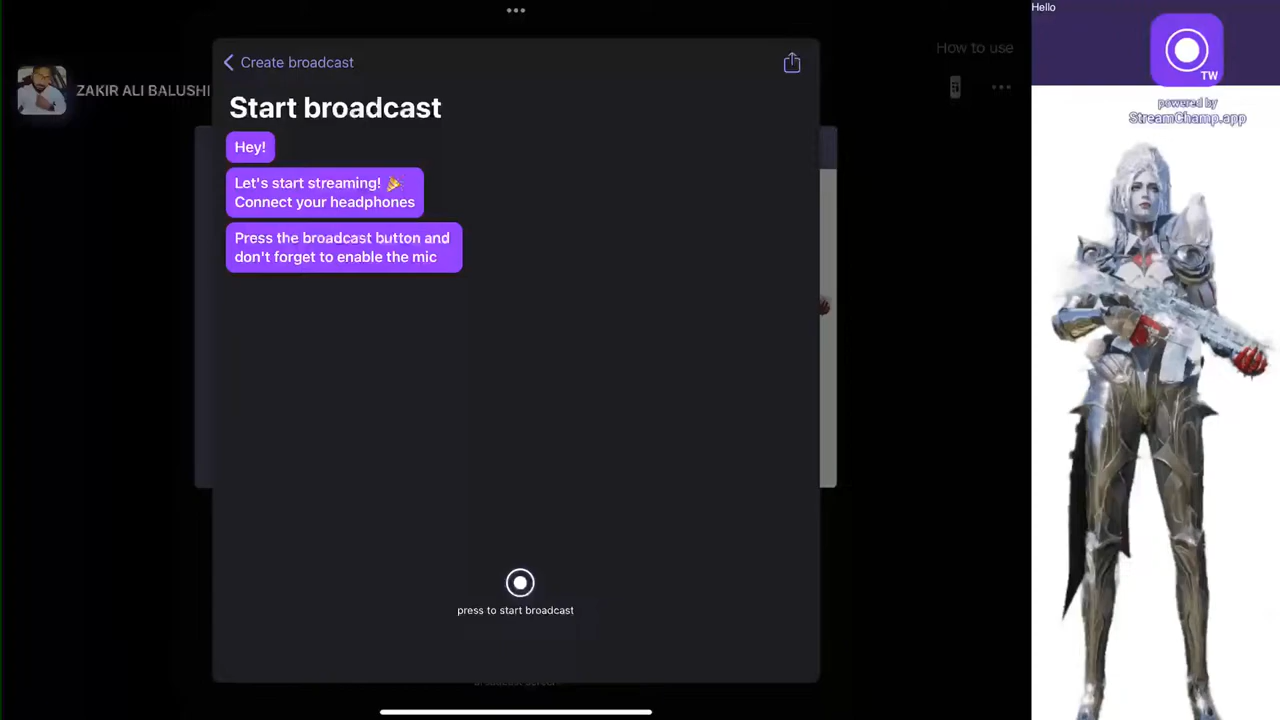 Hello
How to use
Create broadcast
ZAKIR ALI BALUSHI
Start broadcast
Hey!
Let's start streaming! 🎉
Connect your headphones
Press the broadcast button and
don't forget to enable the mic
press to start broadcast
TW
powered by
StreamChamp.app